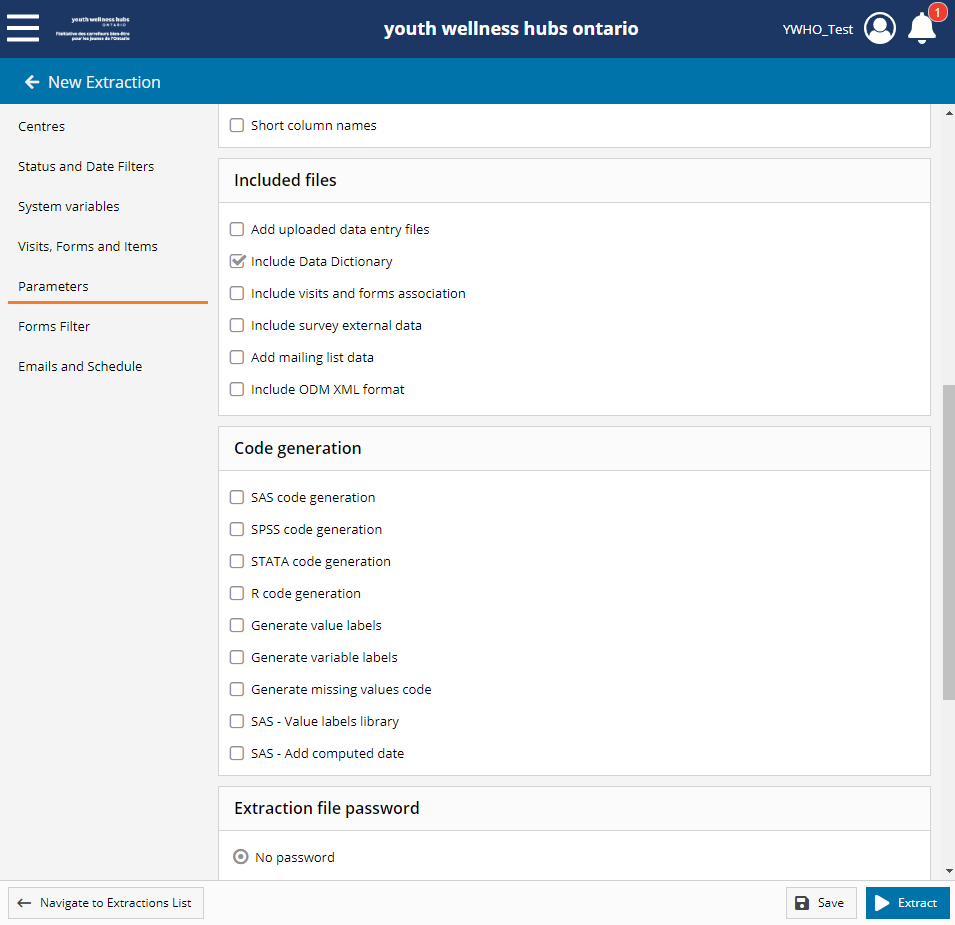 youth wellness hubs
ONTARIO
l'initiative des carrefours bien-être
pour les jeunes de l'Ontario
youth wellness hubs ontario
YWHO_Test
1
New Extraction
Centres
Status and Date Filters
System variables
Visits, Forms and Items
Parameters
Forms Filter
Emails and Schedule
Short column names
Included files
Add uploaded data entry files
Include Data Dictionary
Include visits and forms association
Include survey external data
Add mailing list data
Include ODM XML format
Code generation
SAS code generation
SPSS code generation
STATA code generation
R code generation
Generate value labels
Generate variable labels
Generate missing values code
SAS - Value labels library
SAS - Add computed date
Extraction file password
No password
Navigate to Extractions List
Save
Extract